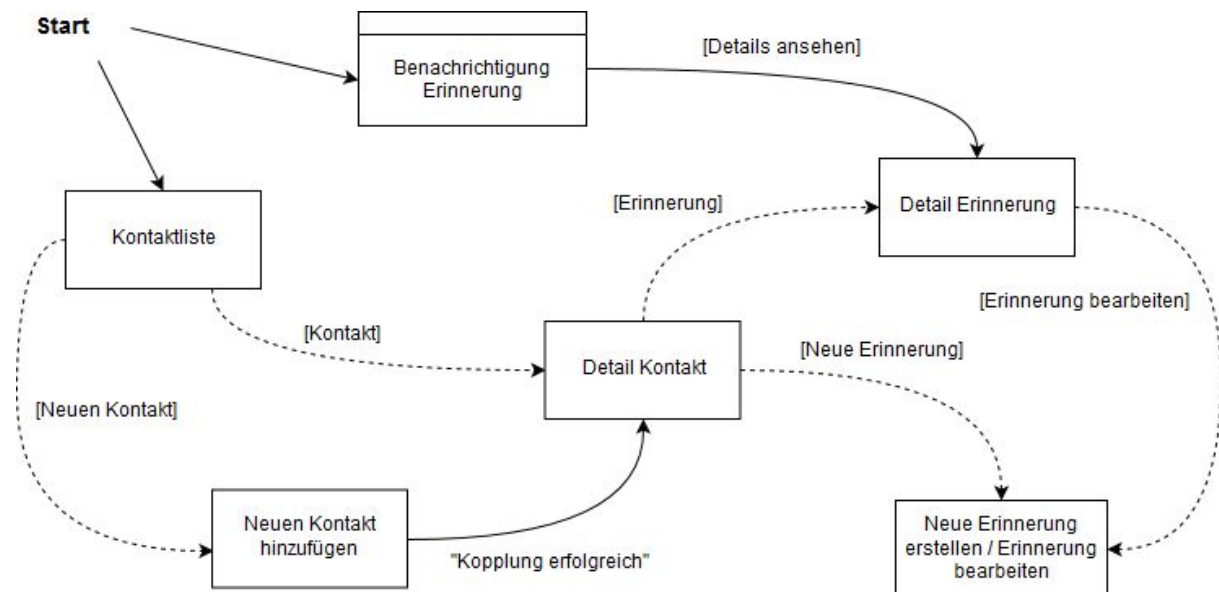 Start
Benachrichtigung
Erinnerung
[Details ansehen]
Kontaktliste
[Erinnerung]
Detail Erinnerung
[Kontakt]
[Erinnerung bearbeiten]
Detail Kontakt
[Neue Erinnerung]
[Neuen Kontakt]
Neuen Kontakt
hinzufügen
"Kopplung erfolgreich"
Neue Erinnerung
erstellen / Erinnerung
bearbeiten